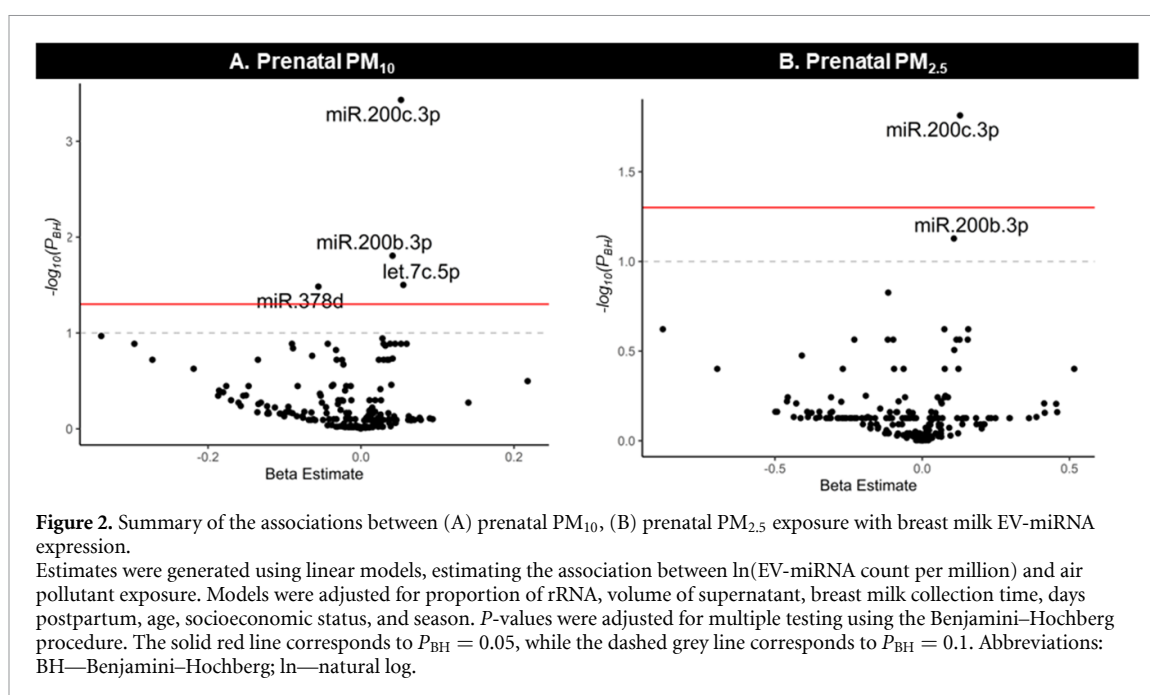 A. Prenatal PM10
B. Prenatal PM2.5
miR.200c.3p
miR.200b.3p
let.7c.5p
miR.378d
3
2
1
0
-0.2
0.0
0.2
-log10(PBH)
Beta Estimate
miR.200c.3p
miR.200b.3p
1.5
1.0
0.5
0.0
-0.5
0.0
0.5
-log10(PBH)
Beta Estimate
Figure 2. Summary of the associations between (A) prenatal PM10, (B) prenatal PM2.5 exposure with breast milk EV-miRNA
expression.
Estimates were generated using linear models, estimating the association between ln(EV-miRNA count per million) and air
pollutant exposure. Models were adjusted for proportion of rRNA, volume of supernatant, breast milk collection time, days
postpartum, age, socioeconomic status, and season. P-values were adjusted for multiple testing using the Benjamini–Hochberg
procedure. The solid red line corresponds to PBH = 0.05, while the dashed grey line corresponds to PBH = 0.1. Abbreviations:
BH—Benjamini–Hochberg; ln—natural log.